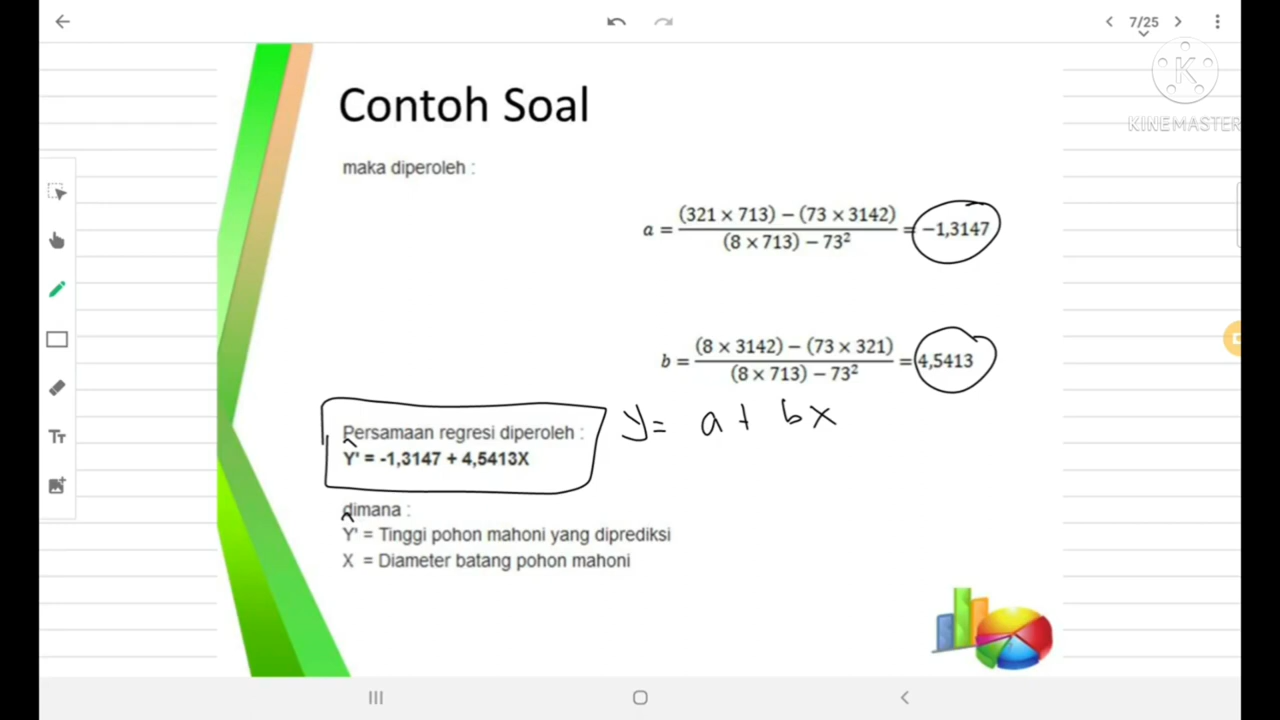 7/25
KINEMASTER
Contoh Soal
maka diperoleh :
a = (321 × 713) − (73 × 3142) / (8 × 713) − 73² = −1,3147
b = (8 × 3142) − (73 × 321) / (8 × 713) − 73² = 4,5413
y = a + bx
Persamaan regresi diperoleh :
Y' = -1,3147 + 4,5413X
dimana :
Y' = Tinggi pohon mahoni yang diprediksi
X = Diameter batang pohon mahoni
Tт